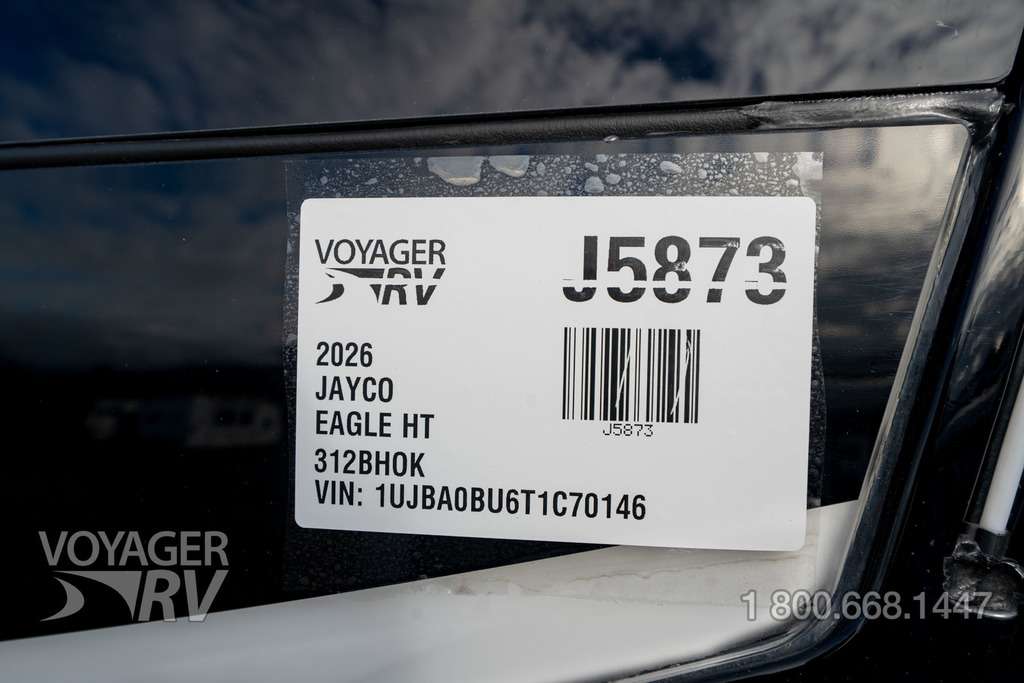 VOYAGER
RV
J5873
J5873
2026
JAYCO
EAGLE HT
312BHOK
VIN: 1UJBA0BU6T1C70146
VOYAGER
RV
1 800.668.1447